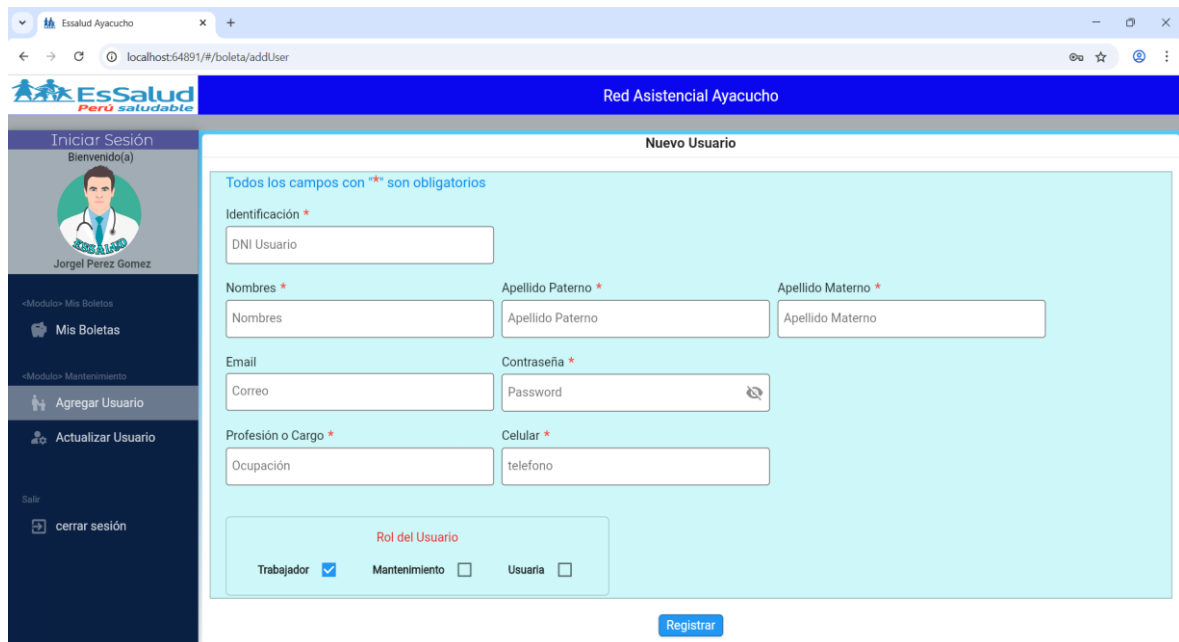 Essalud Ayacucho
localhost:64891/#/boleta/addUser
EsSalud
Perú saludable
Red Asistencial Ayacucho
Iniciar Sesión
Bienvenido(a)
ESSALUD
Jorgel Perez Gomez
<Modulo> Mis Boletos
Mis Boletas
<Modulo> Mantenimiento
Agregar Usuario
Actualizar Usuario
Salir
cerrar sesión
Nuevo Usuario
Todos los campos con "*" son obligatorios
Identificación *
DNI Usuario
Nombres * Apellido Paterno * Apellido Materno *
Nombres Apellido Paterno Apellido Materno
Email Contraseña *
Correo Password
Profesión o Cargo * Celular *
Ocupación telefono
Rol del Usuario
Trabajador Mantenimiento Usuaria
Registrar